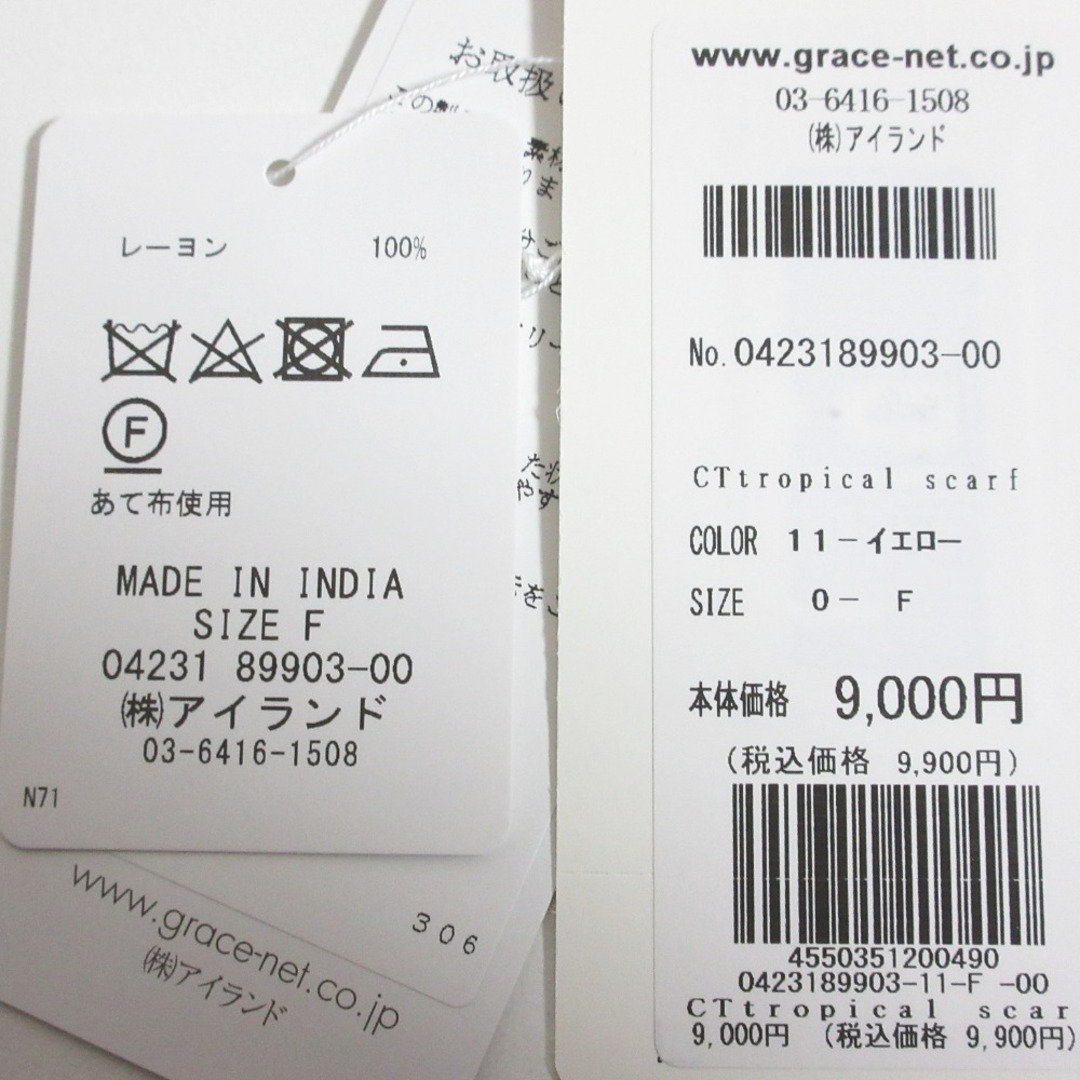 レーヨン 100%
F
あて布使用
MADE IN INDIA
SIZE F
04231 89903-00
㈱アイランド
03-6416-1508
N71
お取扱
www.grace-net.co.jp
㈱アイランド
306
www.grace-net.co.jp
03-6416-1508
㈱アイランド
No.0423189903-00
CTtropical scarf
COLOR 11-イエロー
SIZE 0- F
本体価格 9,000円
(税込価格 9,900円)
4550351200490
0423189903-11-F -00
CTtropical scar
9,000円 (税込価格 9,900円)